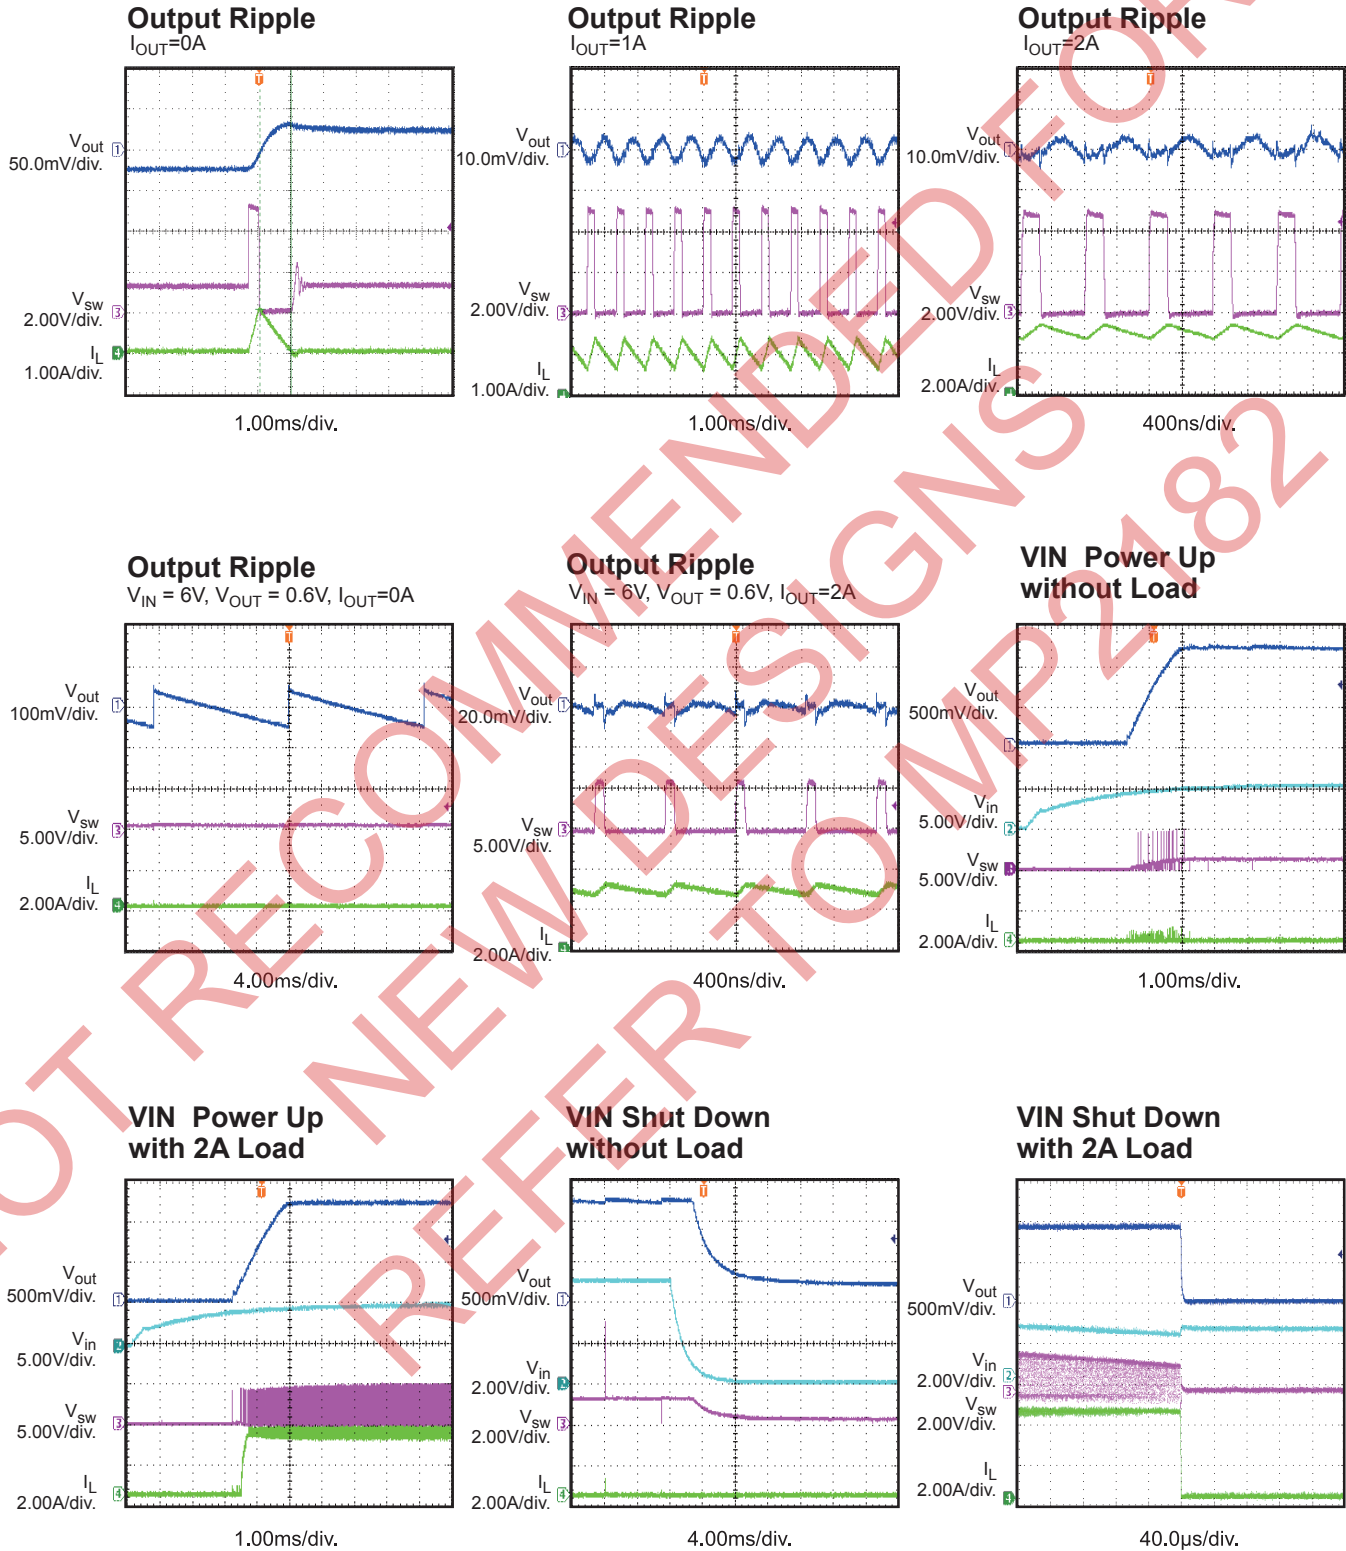 Output Ripple
IOUT=0A
Vout
50.0mV/div.
Vsw
2.00V/div.
IL
1.00A/div.
1.00ms/div.
Output Ripple
IOUT=1A
Vout
10.0mV/div.
Vsw
2.00V/div.
IL
1.00A/div.
1.00ms/div.
Output Ripple
IOUT=2A
Vout
10.0mV/div.
Vsw
2.00V/div.
IL
2.00A/div.
400ns/div.
Output Ripple
VIN = 6V, VOUT = 0.6V, IOUT=0A
Vout
100mV/div.
Vsw
5.00V/div.
IL
2.00A/div.
4.00ms/div.
Output Ripple
VIN = 6V, VOUT = 0.6V, IOUT=2A
Vout
20.0mV/div.
Vsw
5.00V/div.
IL
2.00A/div.
400ns/div.
VIN Power Up
without Load
Vout
500mV/div.
Vin
5.00V/div.
Vsw
5.00V/div.
IL
2.00A/div.
1.00ms/div.
VIN Power Up
with 2A Load
Vout
500mV/div.
Vin
5.00V/div.
Vsw
5.00V/div.
IL
2.00A/div.
1.00ms/div.
VIN Shut Down
without Load
Vout
500mV/div.
Vin
2.00V/div.
Vsw
2.00V/div.
IL
2.00A/div.
4.00ms/div.
VIN Shut Down
with 2A Load
Vout
500mV/div.
Vin
2.00V/div.
Vsw
2.00V/div.
IL
2.00A/div.
40.0µs/div.
NOT RECOMMENDED FOR
NEW DESIGNS
REFER TO MP2182